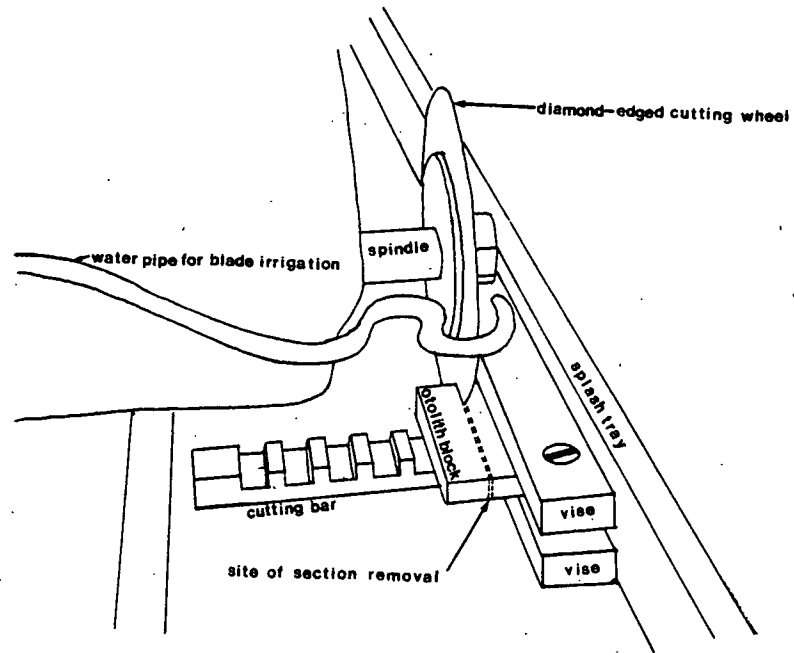 diamond-edged cutting wheel
spindle
water pipe for blade irrigation
splash tray
otolith block
cutting bar
vise
vise
site of section removal